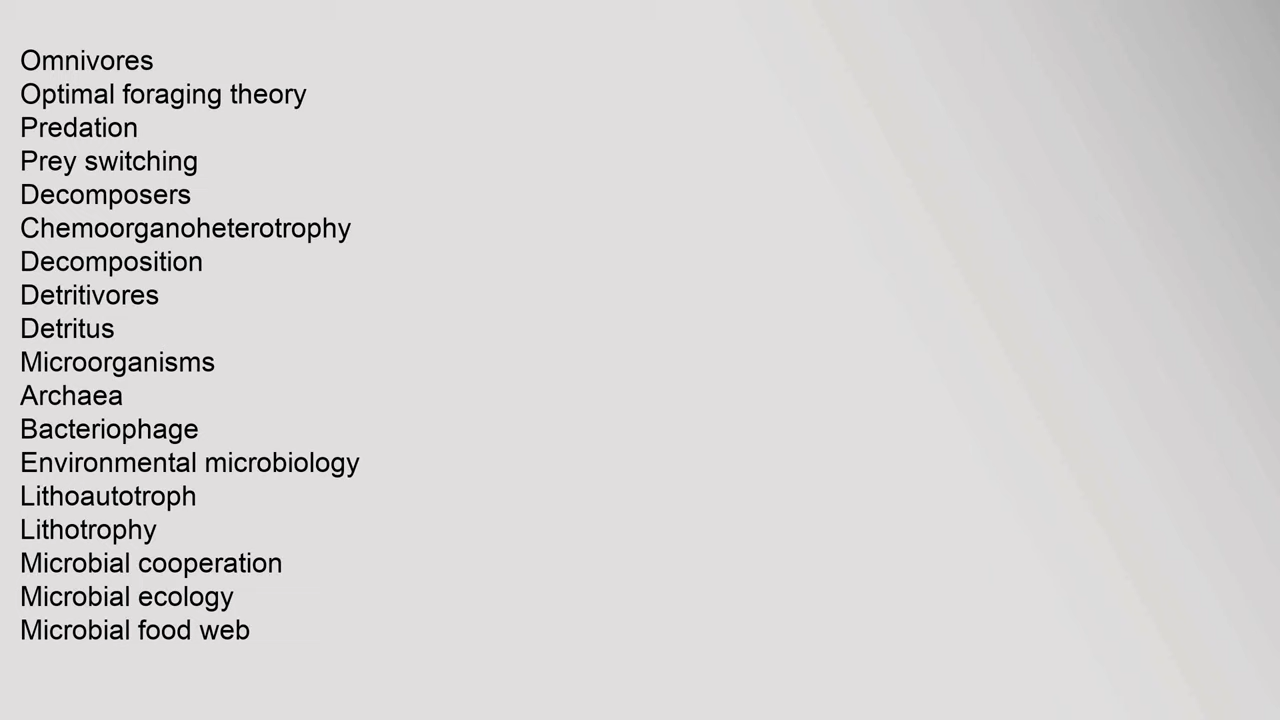 Omnivores
Optimal foraging theory
Predation
Prey switching
Decomposers
Chemoorganoheterotrophy
Decomposition
Detritivores
Detritus
Microorganisms
Archaea
Bacteriophage
Environmental microbiology
Lithoautotroph
Lithotrophy
Microbial cooperation
Microbial ecology
Microbial food web